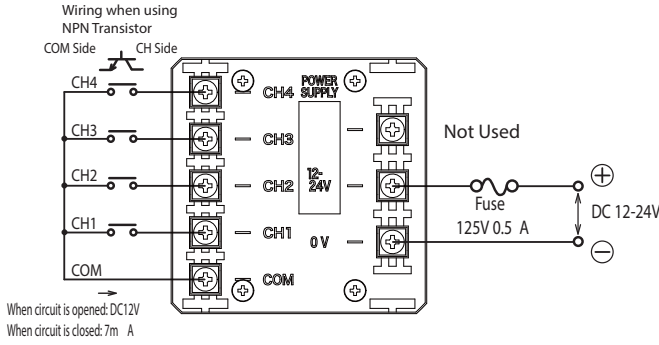 Wiring when using
NPN Transistor
COM Side
CH Side
CH4
CH3
CH2
CH1
COM
When circuit is opened: DC12V
When circuit is closed: 7m A
POWER
SUPPLY
CH4
CH3
CH2
CH1
COM
12-
24V
0 V
Not Used
Fuse
125V 0.5 A
+
DC 12-24V
−